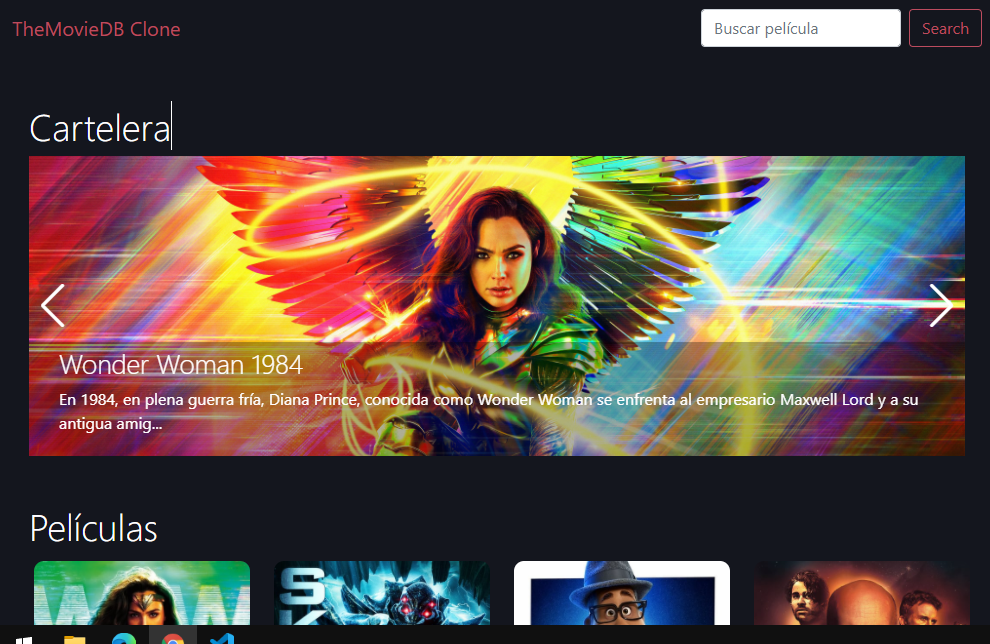 TheMovieDB Clone
Buscar película
Search
Cartelera
Wonder Woman 1984
En 1984, en plena guerra fría, Diana Prince, conocida como Wonder Woman se enfrenta al empresario Maxwell Lord y a su
antigua amig...
Películas